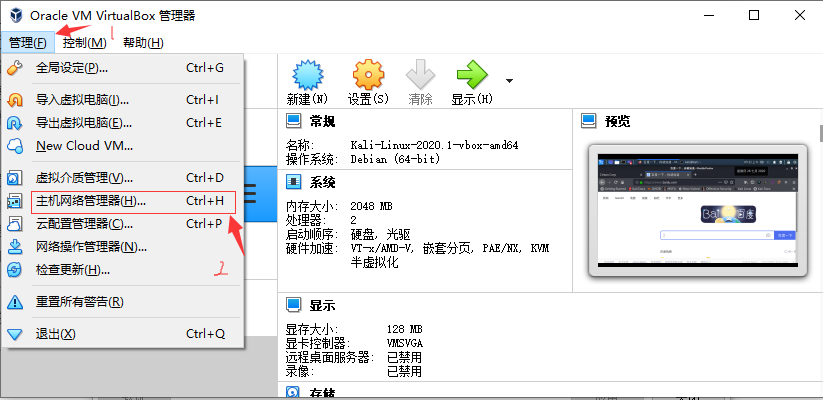 Oracle VM VirtualBox 管理器
管理(F) 控制(M) 帮助(H)
1
全局设定(P)... Ctrl+G
导入虚拟电脑(I)... Ctrl+I
导出虚拟电脑(E)... Ctrl+E
New Cloud VM...
虚拟介质管理(V)... Ctrl+D
主机网络管理器(H)... Ctrl+H
云配置管理器(C)... Ctrl+P
网络操作管理器(N)...
检查更新(H)...
2
重置所有警告(R)
退出(X) Ctrl+Q
新建(N) 设置(S) 清除 显示(H)
常规
名称: Kali-Linux-2020.1-vbox-amd64
操作系统: Debian (64-bit)
系统
内存大小: 2048 MB
处理器: 2
启动顺序: 硬盘, 光驱
硬件加速: VT-x/AMD-V, 嵌套分页, PAE/NX, KVM
半虚拟化
显示
显存大小: 128 MB
显卡控制器: VMSVGA
远程桌面服务器: 已禁用
录像: 已禁用
存储
预览
Bai 百度
百度一下